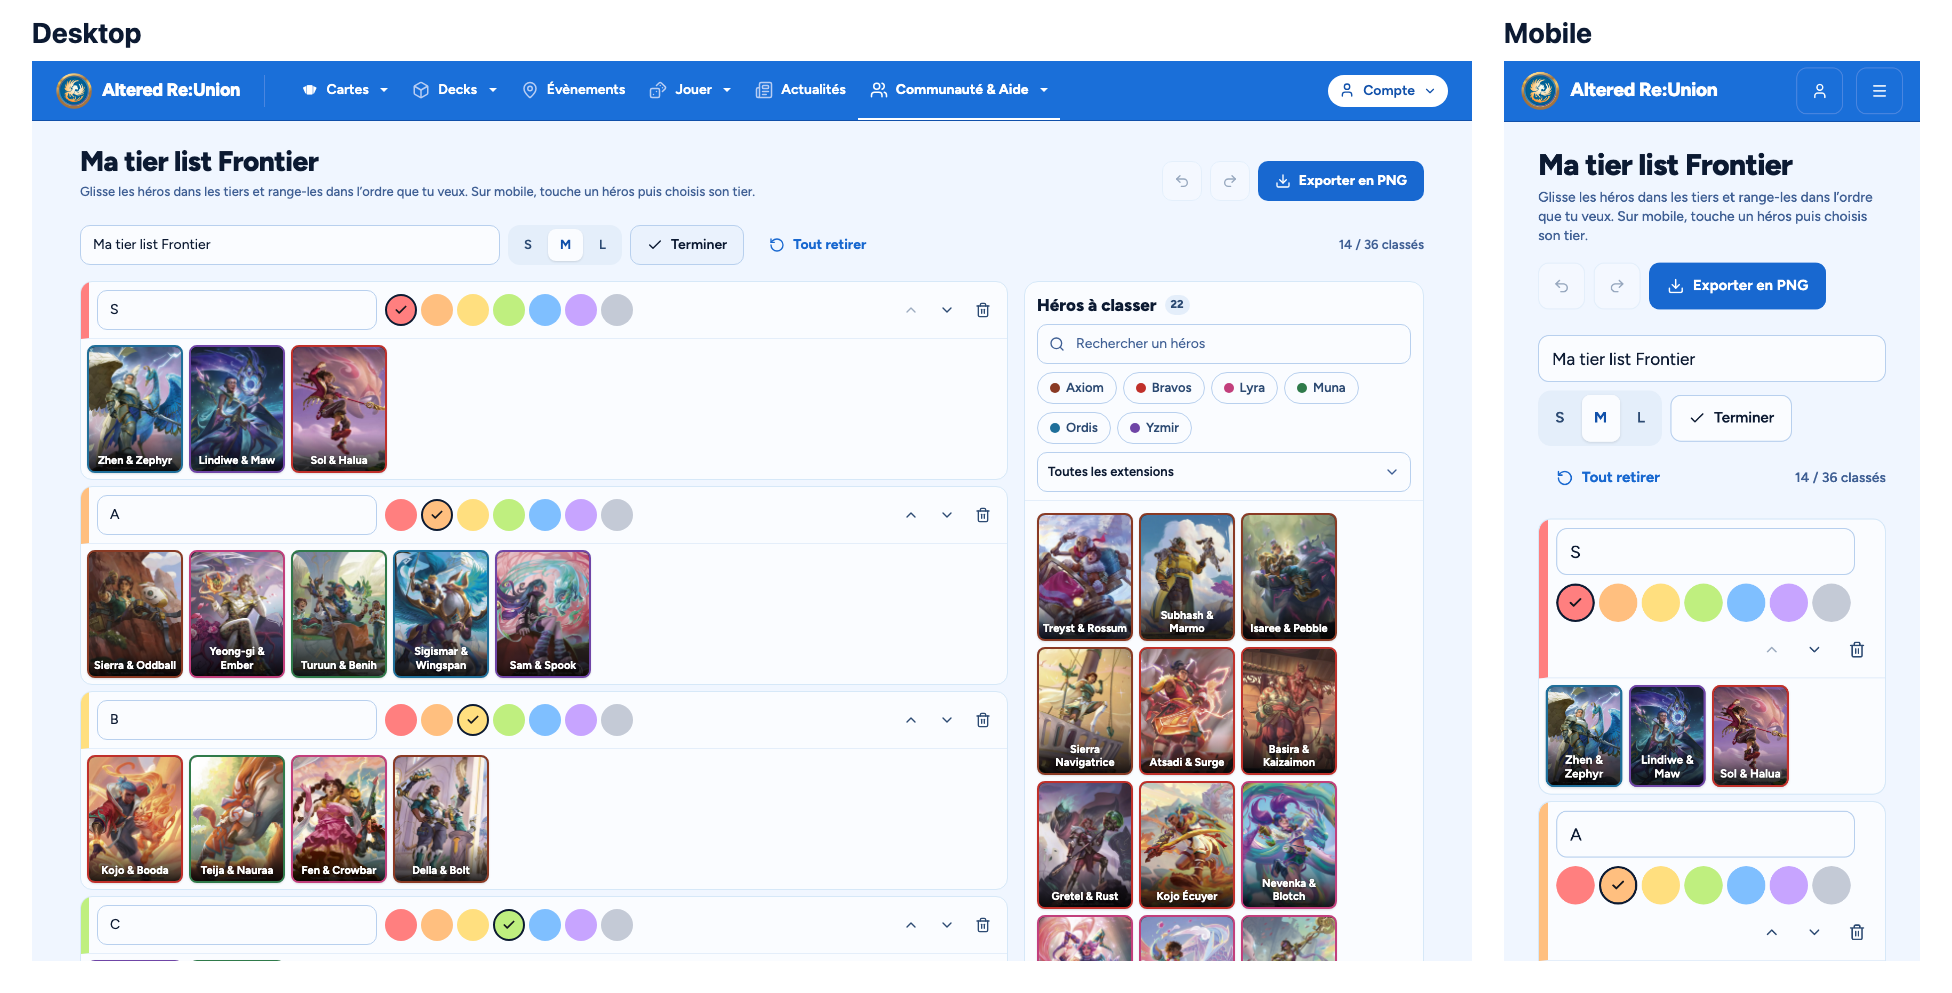 Desktop
Altered Re:Union
Cartes
Decks
Évènements
Jouer
Actualités
Communauté & Aide
Compte
Ma tier list Frontier
Glisse les héros dans les tiers et range-les dans l'ordre que tu veux. Sur mobile, touche un héros puis choisis son tier.
Exporter en PNG
Ma tier list Frontier
S
M
L
Terminer
Tout retirer
14 / 36 classés
S
Zhen & Zephyr
Lindiwe & Maw
Sol & Halua
A
Sierra & Oddball
Yeong-gi &
Ember
Turuun & Benih
Sigismar &
Wingspan
Sam & Spook
B
Kojo & Booda
Teija & Nauraa
Fen & Crowbar
Della & Bolt
C
Héros à classer 22
Rechercher un héros
Axiom
Bravos
Lyra
Muna
Ordis
Yzmir
Toutes les extensions
Treyst & Rossum
Subhash &
Marmo
Isaree & Pebble
Sierra
Navigatrice
Atsadi & Surge
Basira &
Kaizaimon
Gretel & Rust
Kojo Écuyer
Nevenka &
Blotch
Mobile
Altered Re:Union
Ma tier list Frontier
Glisse les héros dans les tiers et range-les dans l'ordre
que tu veux. Sur mobile, touche un héros puis choisis
son tier.
Exporter en PNG
Ma tier list Frontier
S
M
L
Terminer
Tout retirer
14 / 36 classés
S
Zhen &
Zephyr
Lindiwe &
Maw
Sol & Halua
A